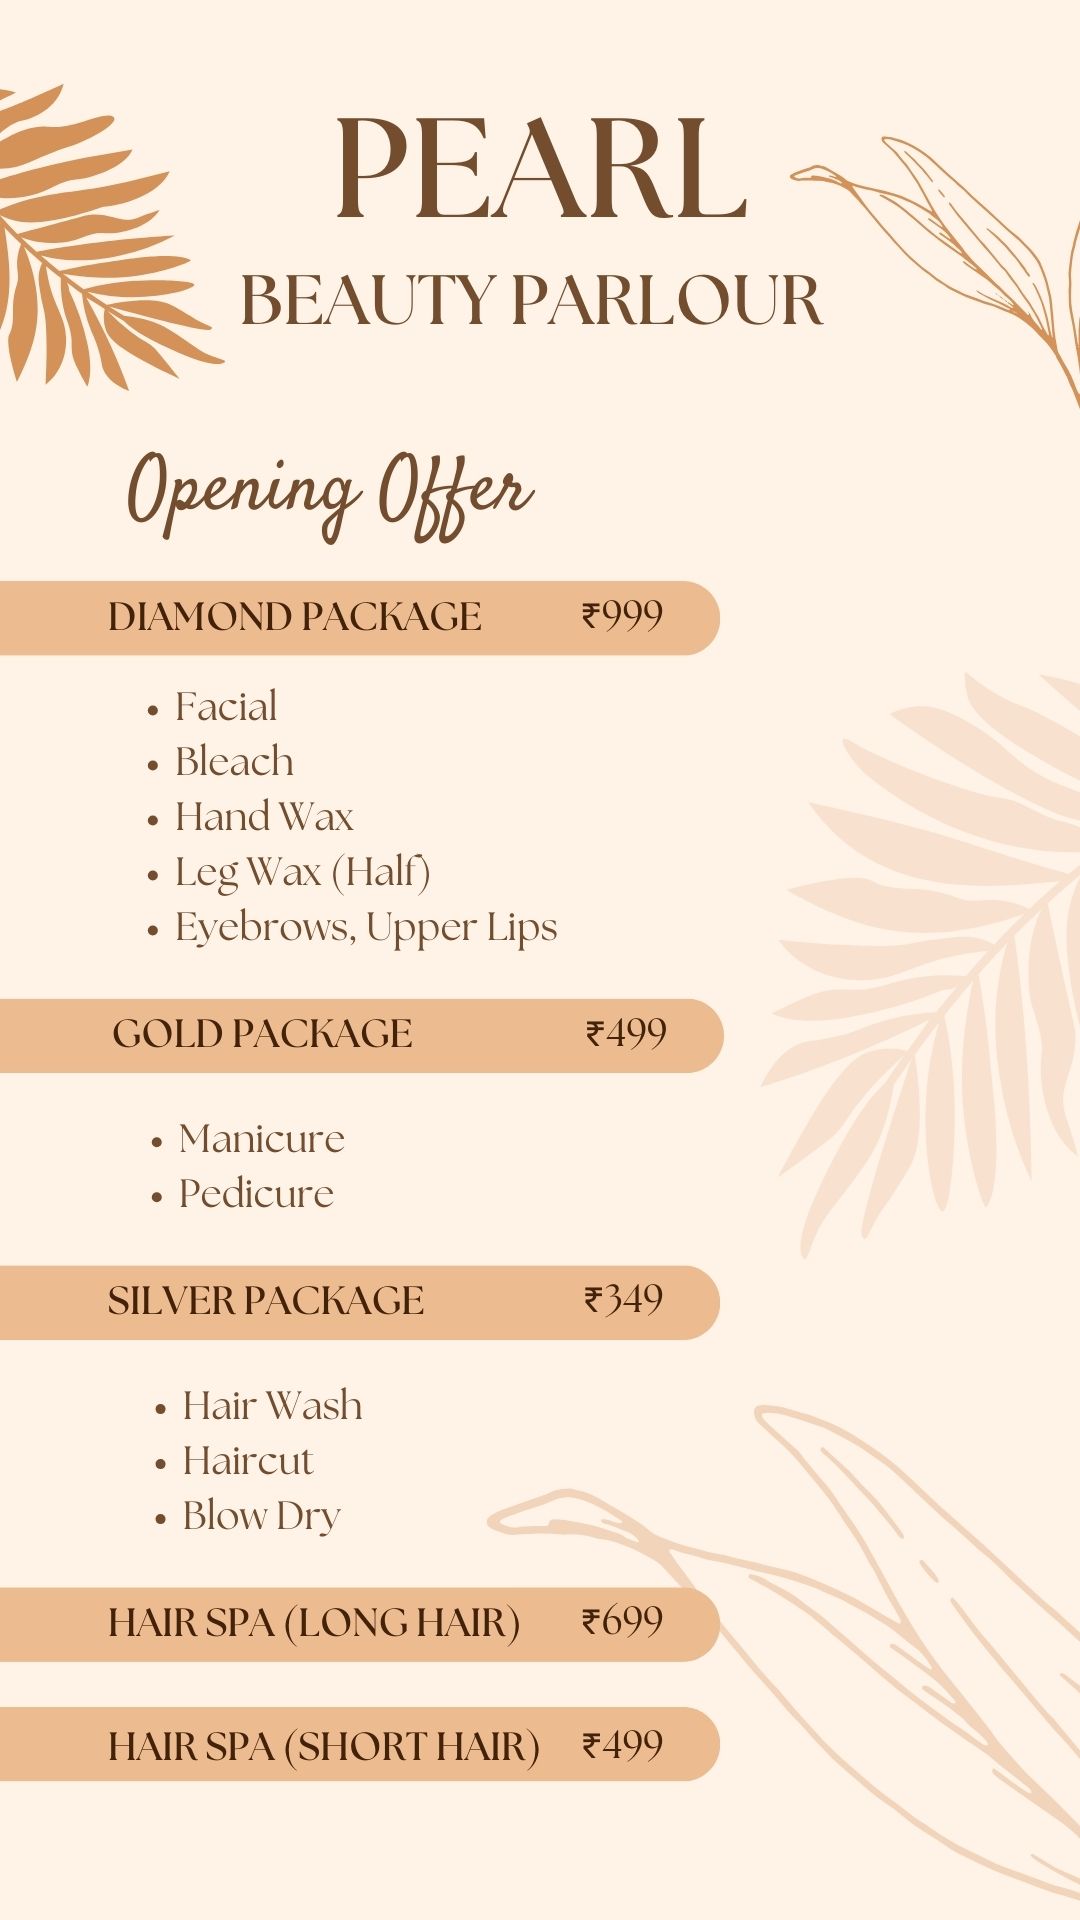 PEARL
BEAUTY PARLOUR
Opening Offer
DIAMOND PACKAGE ₹999
• Facial
• Bleach
• Hand Wax
• Leg Wax (Half)
• Eyebrows, Upper Lips
GOLD PACKAGE ₹499
• Manicure
• Pedicure
SILVER PACKAGE ₹349
• Hair Wash
• Haircut
• Blow Dry
HAIR SPA (LONG HAIR) ₹699
HAIR SPA (SHORT HAIR) ₹499